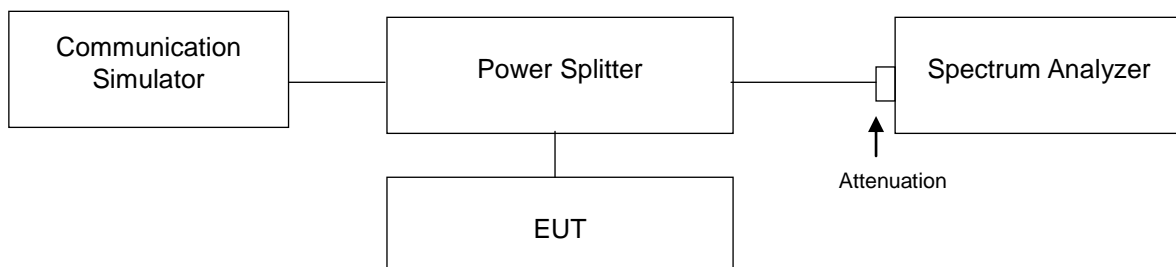 Communication
Simulator
Power Splitter
Spectrum Analyzer
Attenuation
EUT